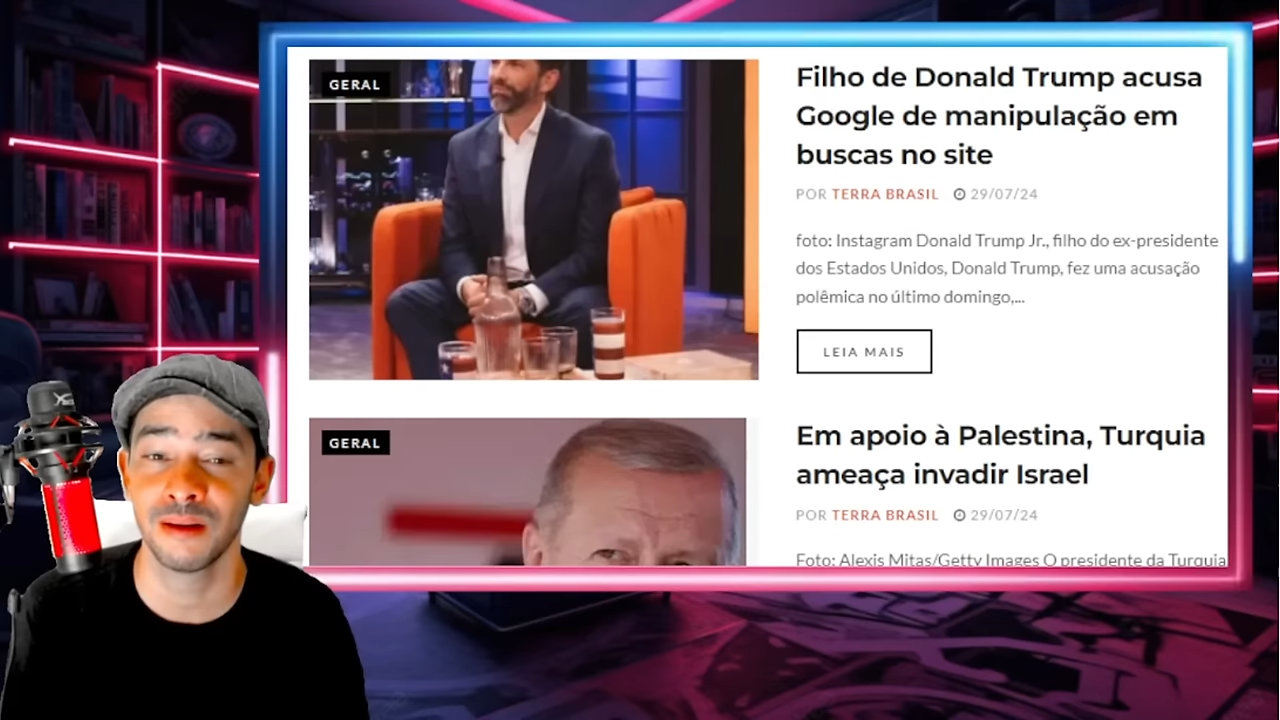 GERAL
Filho de Donald Trump acusa
Google de manipulação em
buscas no site
POR TERRA BRASIL 29/07/24
foto: Instagram Donald Trump Jr., filho do ex-presidente
dos Estados Unidos, Donald Trump, fez uma acusação
polêmica no último domingo,...
LEIA MAIS
GERAL
Em apoio à Palestina, Turquia
ameaça invadir Israel
POR TERRA BRASIL 29/07/24
Foto: Alexis Mitas/Getty Images O presidente da Turquia